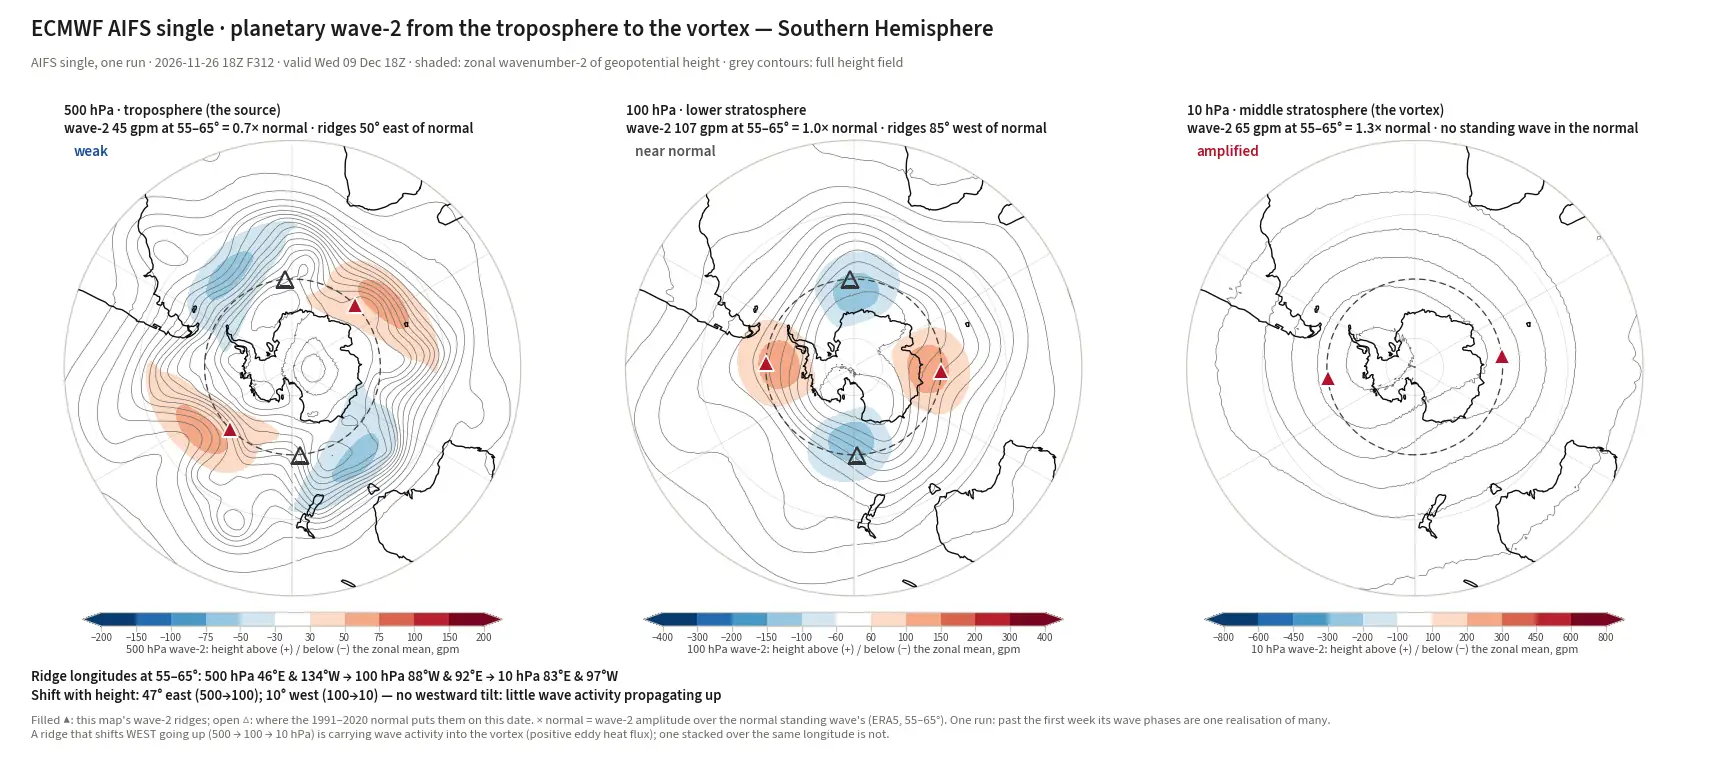 ECMWF AIFS single · planetary wave-2 from the troposphere to the vortex — Southern Hemisphere
AIFS single, one run · 2026-11-26 18Z F312 · valid Wed 09 Dec 18Z · shaded: zonal wavenumber-2 of geopotential height · grey contours: full height field
500 hPa · troposphere (the source)
wave-2 45 gpm at 55–65° = 0.7× normal · ridges 50° east of normal
weak
100 hPa · lower stratosphere
wave-2 107 gpm at 55–65° = 1.0× normal · ridges 85° west of normal
near normal
10 hPa · middle stratosphere (the vortex)
wave-2 65 gpm at 55–65° = 1.3× normal · no standing wave in the normal
amplified
−200 −150 −100 −75 −50 −30 30 50 75 100 150 200
500 hPa wave-2: height above (+) / below (−) the zonal mean, gpm
−400 −300 −200 −150 −100 −60 60 100 150 200 300 400
100 hPa wave-2: height above (+) / below (−) the zonal mean, gpm
−800 −600 −450 −300 −200 −100 100 200 300 450 600 800
10 hPa wave-2: height above (+) / below (−) the zonal mean, gpm
Ridge longitudes at 55–65°: 500 hPa 46°E & 134°W → 100 hPa 88°W & 92°E → 10 hPa 83°E & 97°W
Shift with height: 47° east (500→100); 10° west (100→10) — no westward tilt: little wave activity propagating up
Filled ▲: this map's wave-2 ridges; open △: where the 1991–2020 normal puts them on this date. × normal = wave-2 amplitude over the normal standing wave's (ERA5, 55–65°). One run: past the first week its wave phases are one realisation of many.
A ridge that shifts WEST going up (500 → 100 → 10 hPa) is carrying wave activity into the vortex (positive eddy heat flux); one stacked over the same longitude is not.